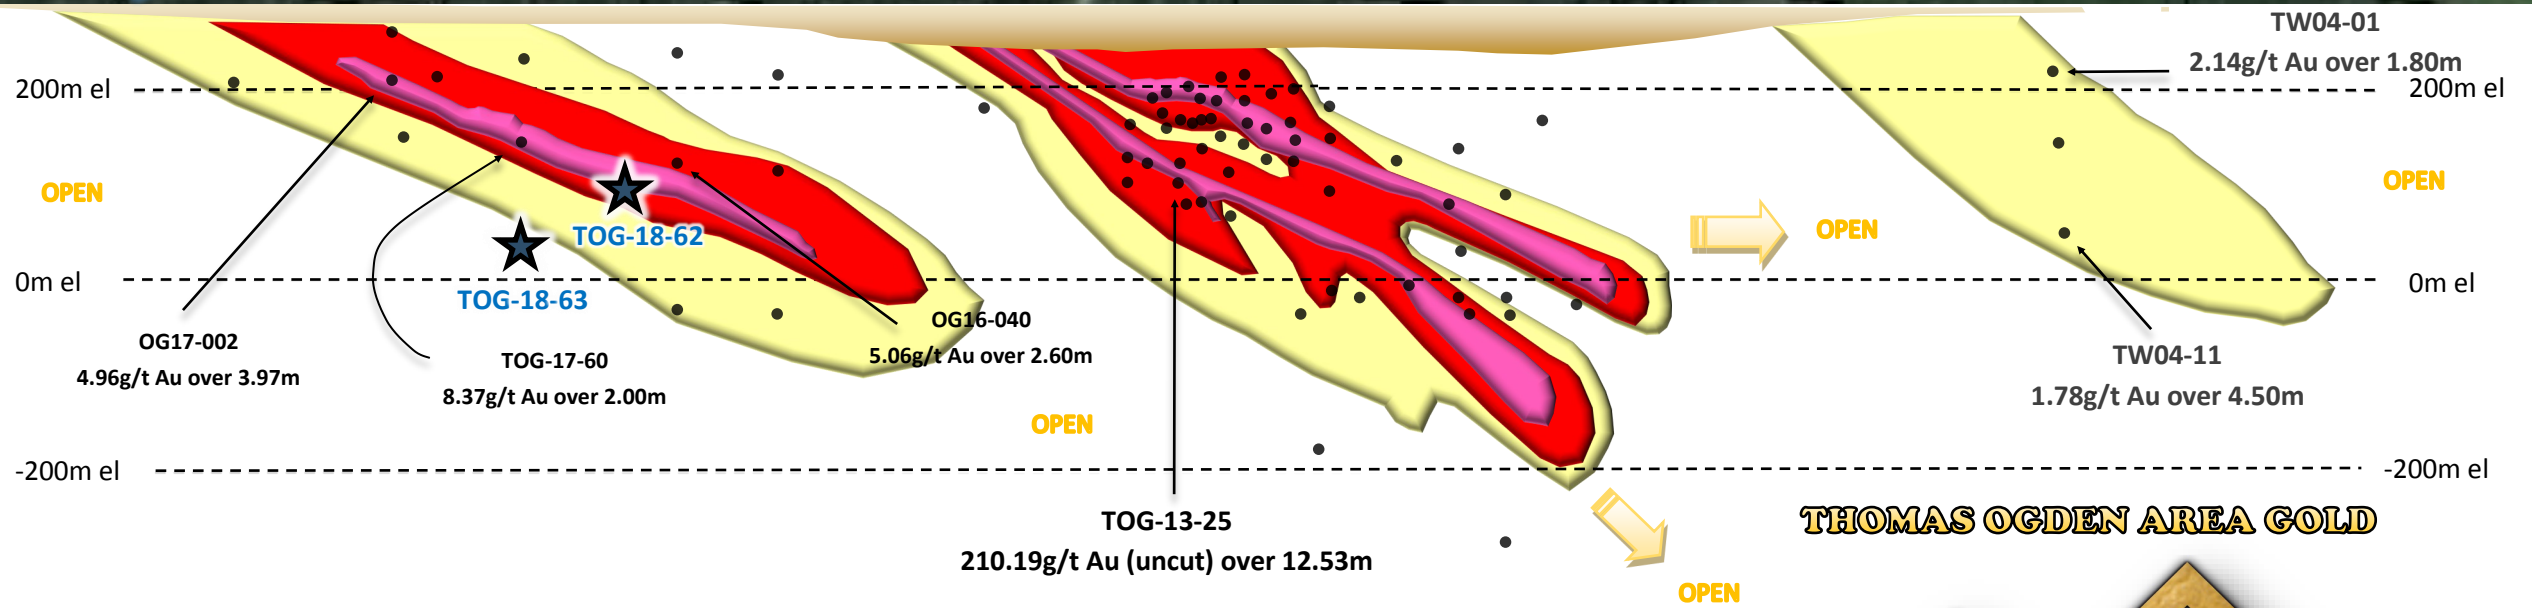 TW04-01
2.14g/t Au over 1.80m
200m el
200m el
OPEN
OPEN
TOG-18-62
OPEN
TOG-18-63
0m el
0m el
OG17-002
4.96g/t Au over 3.97m
TOG-17-60
8.37g/t Au over 2.00m
OG16-040
5.06g/t Au over 2.60m
TW04-11
1.78g/t Au over 4.50m
OPEN
-200m el
-200m el
TOG-13-25
210.19g/t Au (uncut) over 12.53m
THOMAS OGDEN AREA GOLD
OPEN